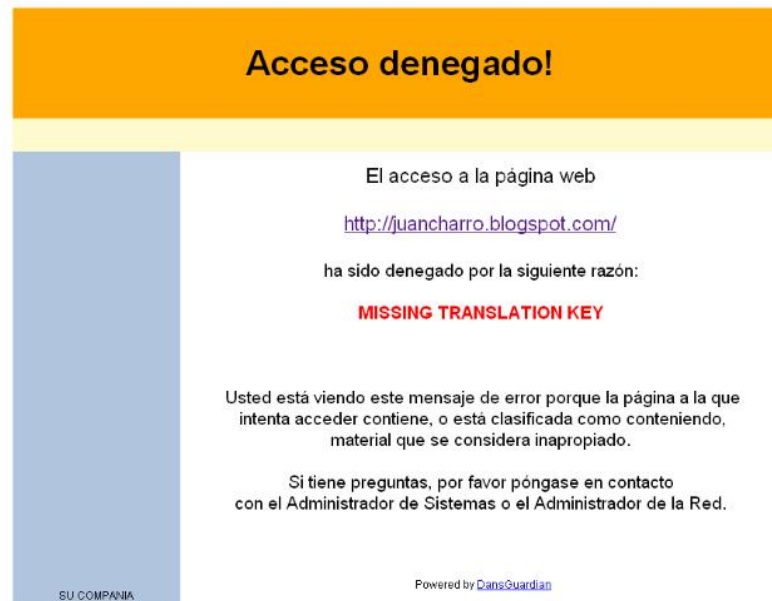 Acceso denegado!
El acceso a la página web
http://juancharro.blogspot.com/
ha sido denegado por la siguiente razón:
MISSING TRANSLATION KEY
Usted está viendo este mensaje de error porque la página a la que
intenta acceder contiene, o está clasificada como conteniendo,
material que se considera inapropiado.
Si tiene preguntas, por favor póngase en contacto
con el Administrador de Sistemas o el Administrador de la Red.
Powered by DansGuardian
SU COMPANIA